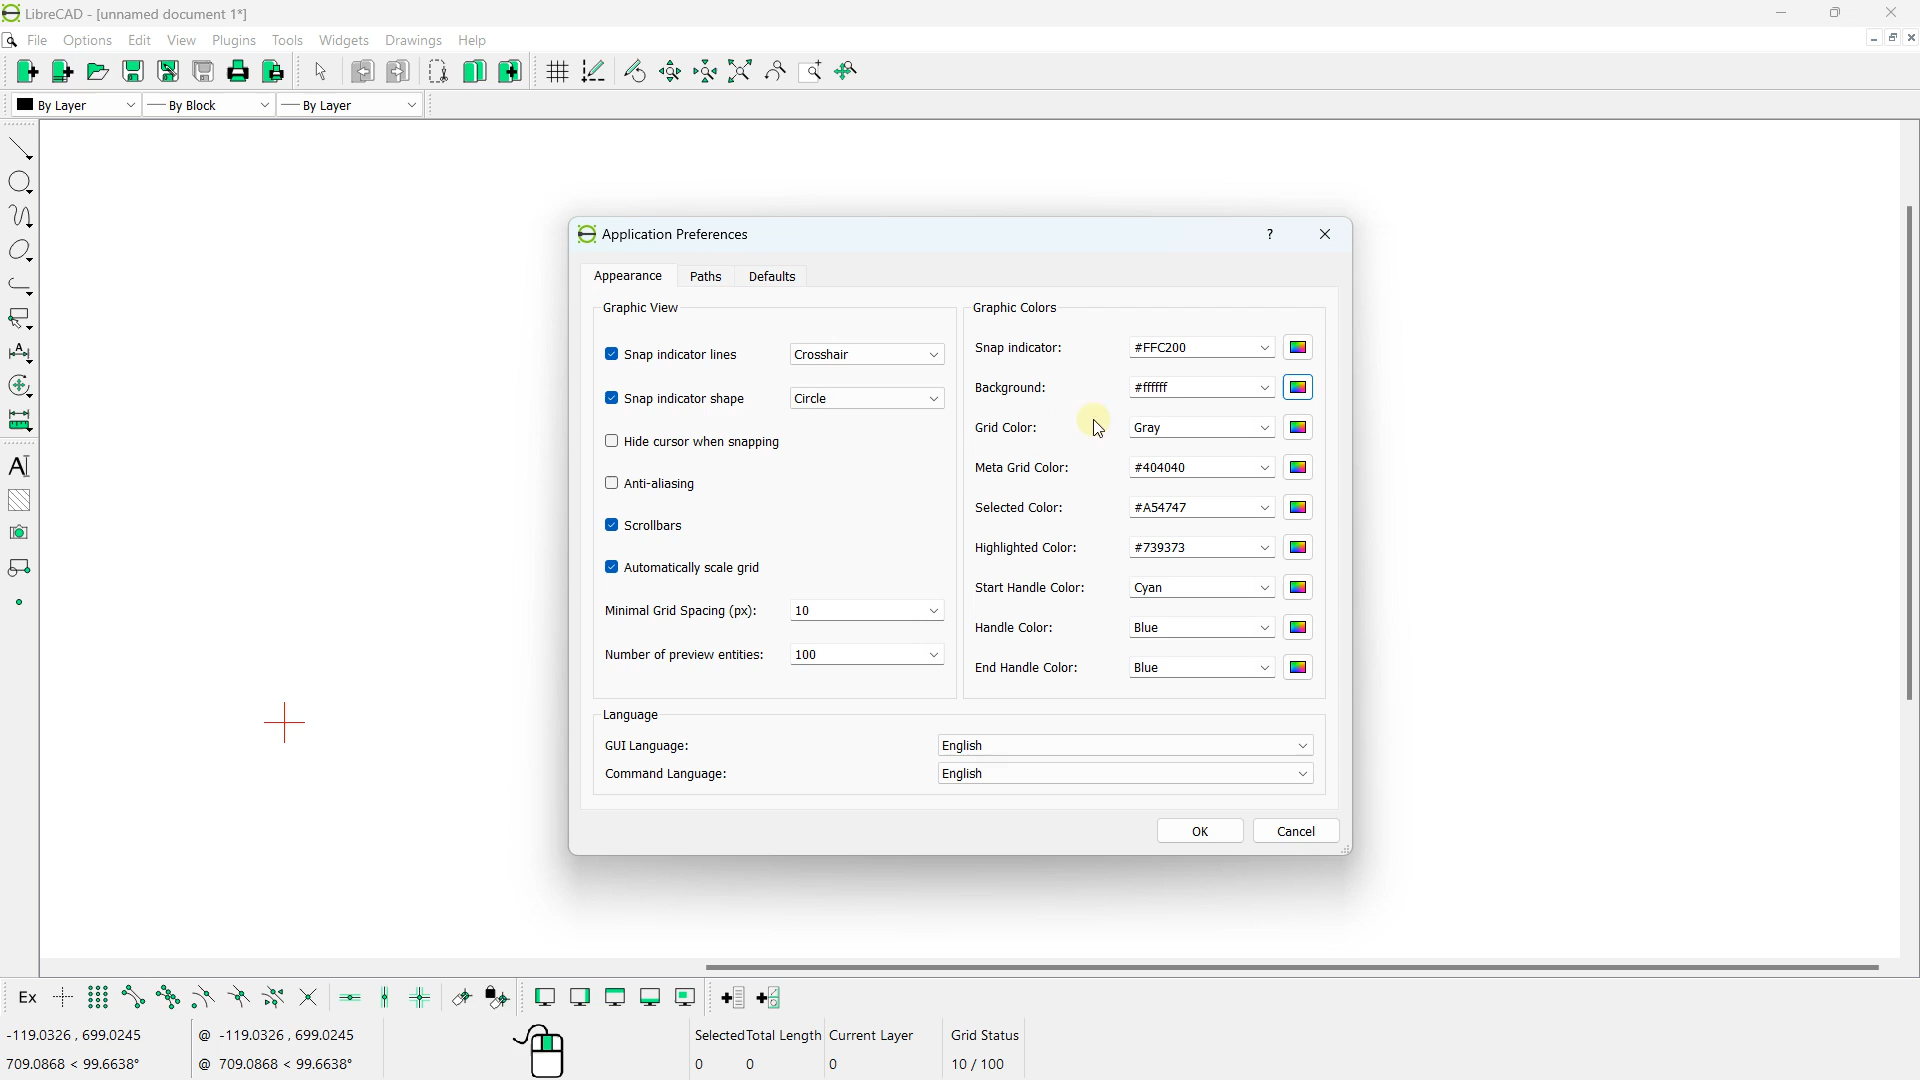 LibreCAD - [unnamed document 1*]
File Options Edit View Plugins Tools Widgets Drawings Help
By Layer By Block By Layer
Application Preferences ?
Appearance Paths Defaults
Graphic View
Snap indicator lines Crosshair
Snap indicator shape Circle
Hide cursor when snapping
Anti-aliasing
Scrollbars
Automatically scale grid
Minimal Grid Spacing (px): 10
Number of preview entities: 100
Graphic Colors
Snap indicator: #FFC200
Background: #ffffff
Grid Color: Gray
Meta Grid Color: #404040
Selected Color: #A54747
Highlighted Color: #739373
Start Handle Color: Cyan
Handle Color: Blue
End Handle Color: Blue
Language
GUI Language: English
Command Language: English
OK Cancel
A
A
Ex
-119.0326 , 699.0245 @ -119.0326 , 699.0245 Selected Total Length Current Layer Grid Status
709.0868 < 99.6638° @ 709.0868 < 99.6638° 0 0 0 10 / 100